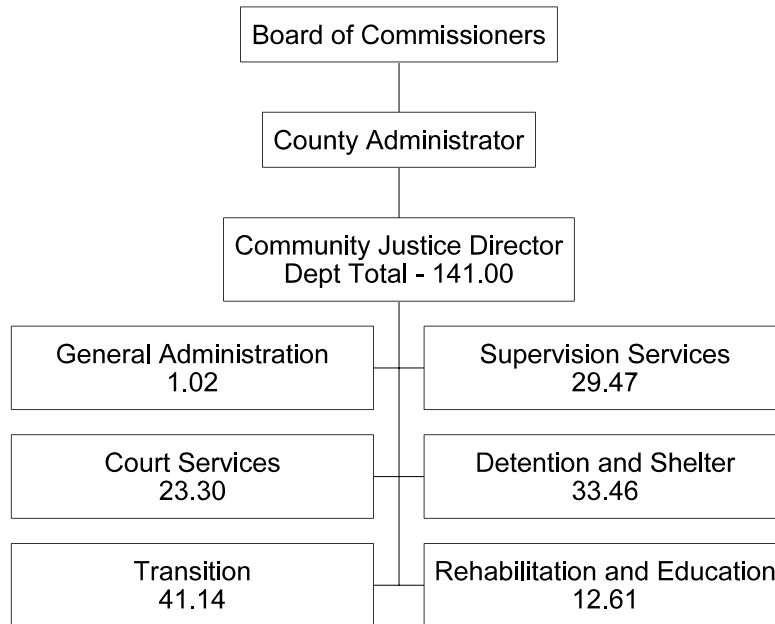 Board of Commissioners
County Administrator
Community Justice Director
Dept Total - 141.00
General Administration
1.02
Supervision Services
29.47
Court Services
23.30
Detention and Shelter
33.46
Transition
41.14
Rehabilitation and Education
12.61